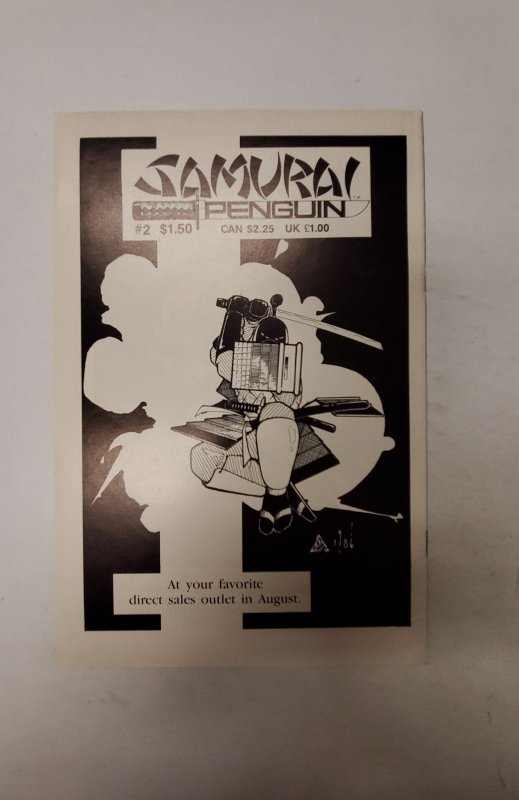 SAMURAI
PENGUIN
#2 $1.50 CAN $2.25 UK £1.00
At your favorite
direct sales outlet in August.